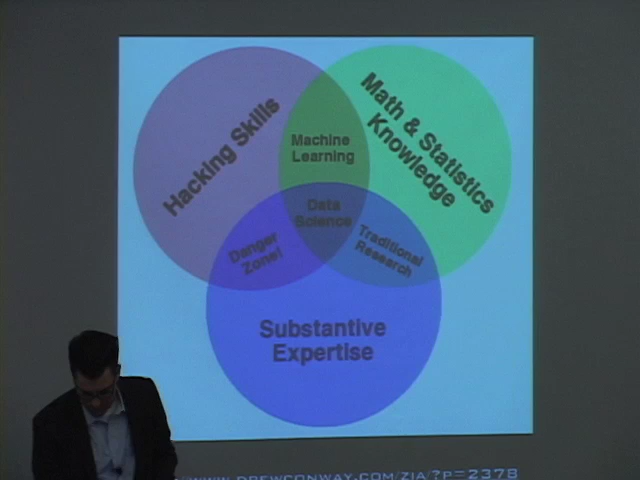 Hacking Skills
Math & Statistics
Knowledge
Machine
Learning
Data
Science
Danger
Zone!
Traditional
Research
Substantive
Expertise
WWW.DREWCONWAY.COM/ZIA/?P=2378